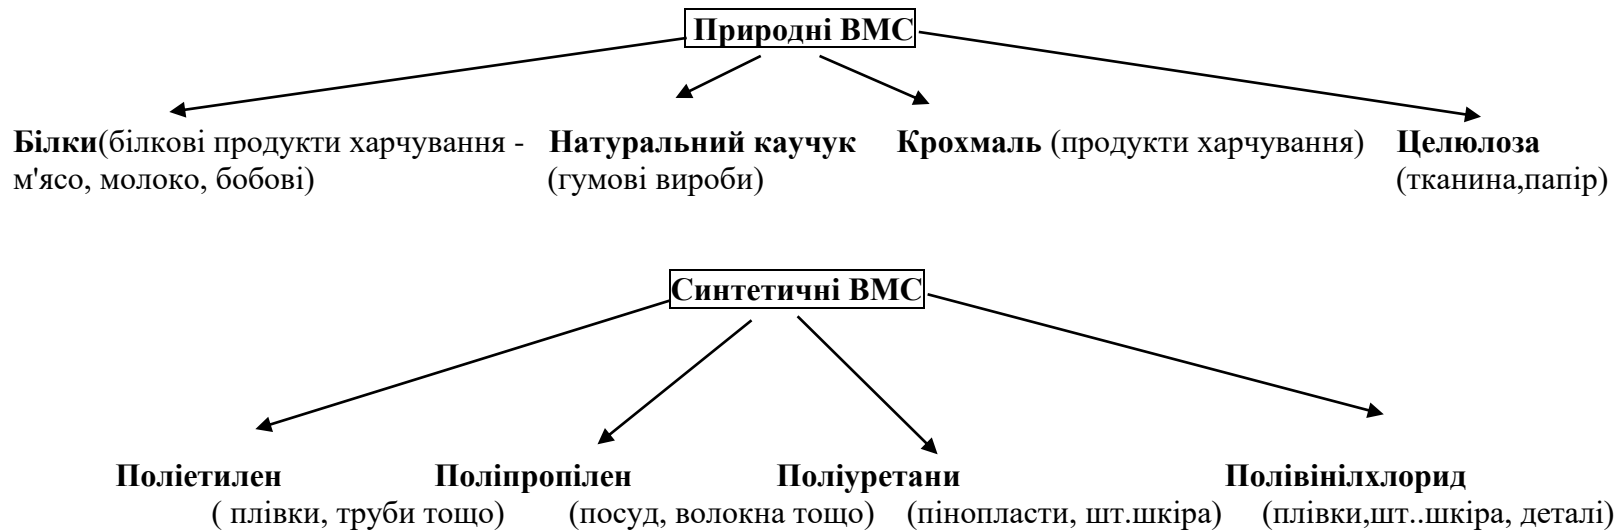 Природні ВМС
Білки(білкові продукти харчування - Натуральний каучук Крохмаль (продукти харчування) Целюлоза
м'ясо, молоко, бобові) (гумові вироби) (тканина,папір)
Синтетичні ВМС
Поліетилен Поліпропілен Поліуретани Полівінілхлорид
( плівки, труби тощо) (посуд, волокна тощо) (пінопласти, шт.шкіра) (плівки,шт..шкіра, деталі)